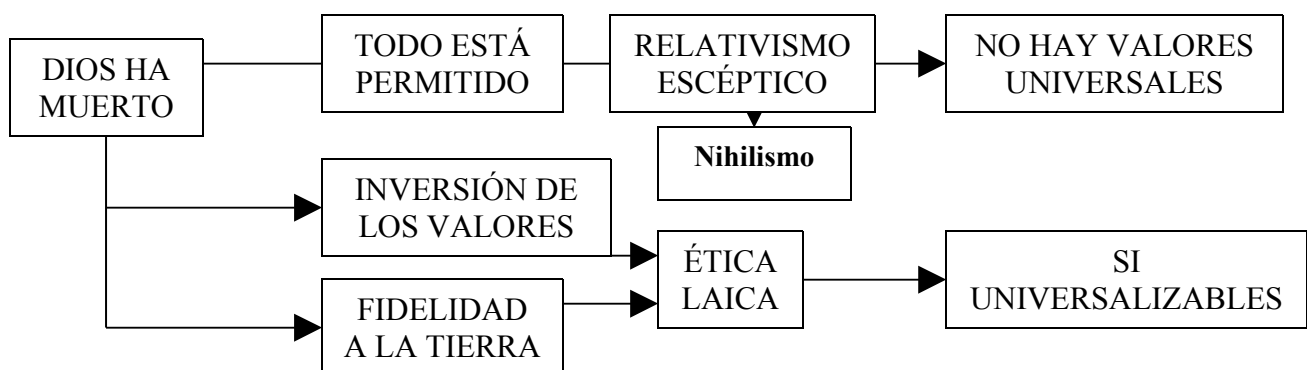 DIOS HA
MUERTO
TODO ESTÁ
PERMITIDO
RELATIVISMO
ESCÉPTICO
NO HAY VALORES
UNIVERSALES
Nihilismo
INVERSIÓN DE
LOS VALORES
FIDELIDAD
A LA TIERRA
ÉTICA
LAICA
SI
UNIVERSALIZABLES